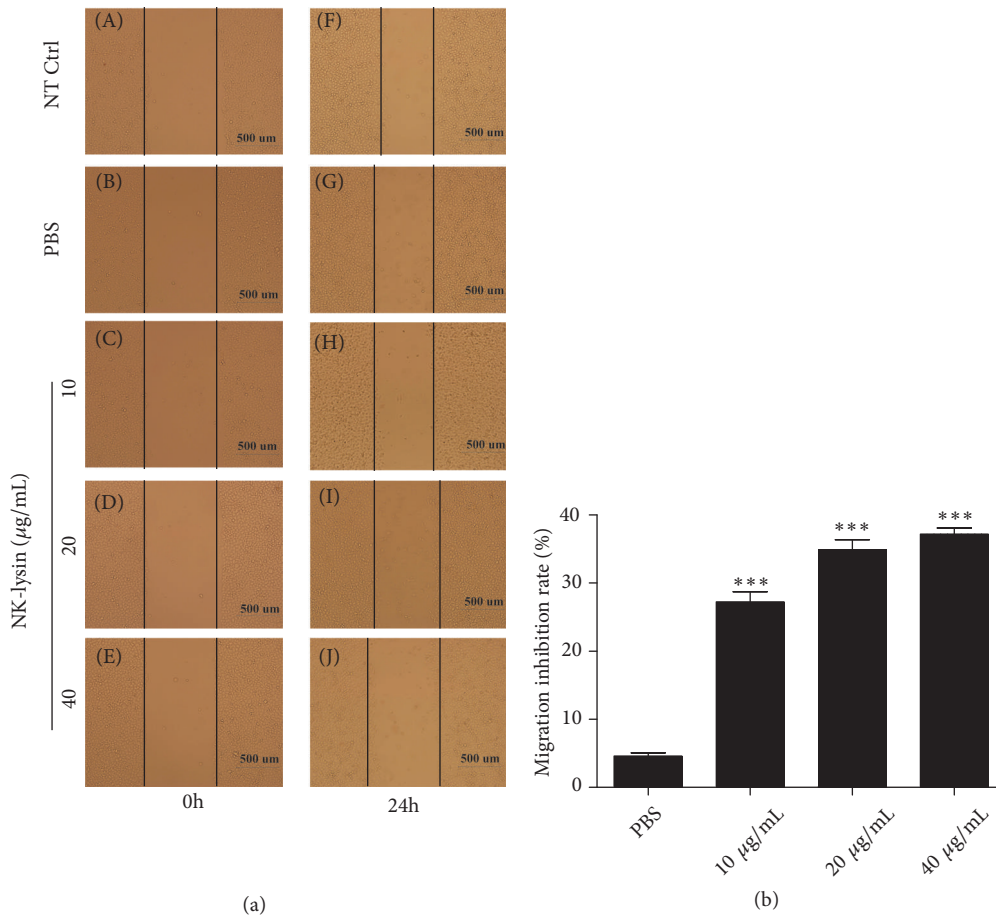 NT Ctrl
(A)
500 um
(F)
500 um
PBS
(B)
500 um
(G)
500 um
NK-lysin (µg/mL)
10
(C)
500 um
(H)
500 um
20
(D)
500 um
(I)
500 um
40
(E)
500 um
(J)
500 um
0h
24h
(a)
Migration inhibition rate (%)
40
30
20
10
0
***
***
***
PBS
10 µg/mL
20 µg/mL
40 µg/mL
(b)